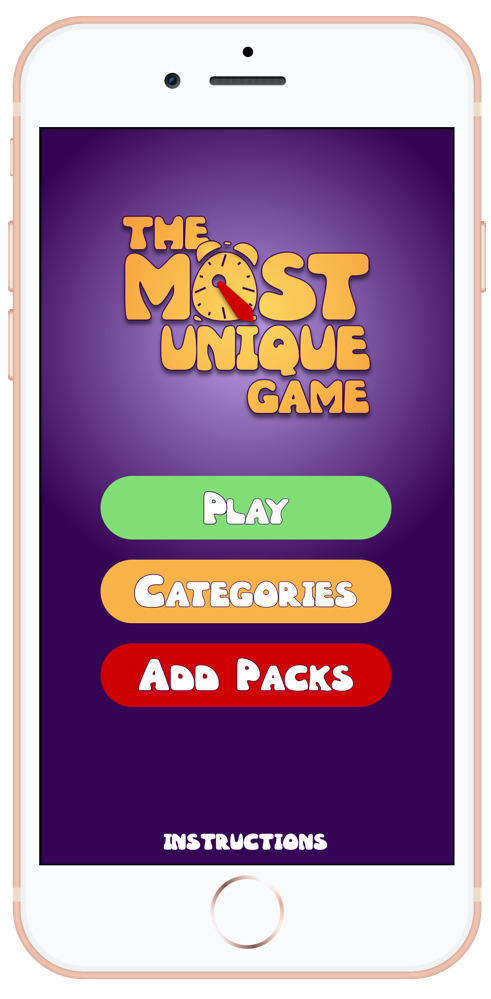 THE
MOST
UNIQUE
GAME
PLAY
CATEGORIES
ADD PACKS
INSTRUCTIONS